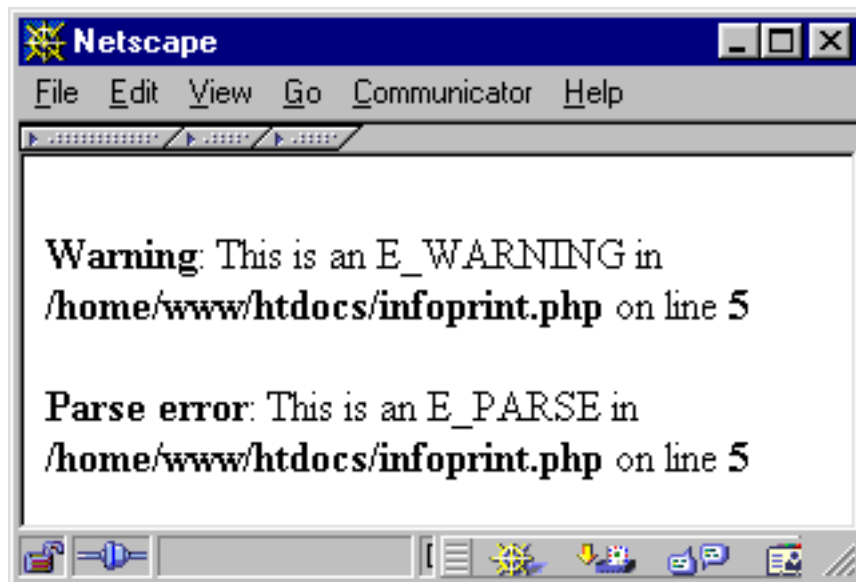 Netscape
File Edit View Go Communicator Help
Warning: This is an E_WARNING in
/home/www/htdocs/infoprint.php on line 5
Parse error: This is an E_PARSE in
/home/www/htdocs/infoprint.php on line 5